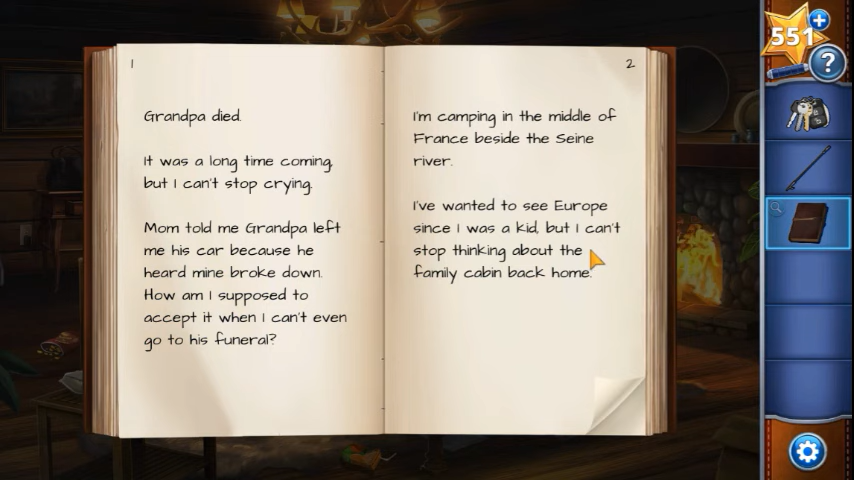 1
Grandpa died.
It was a long time coming,
but I can't stop crying.
Mom told me Grandpa left
me his car because he
heard mine broke down.
How am I supposed to
accept it when I can't even
go to his funeral?
2
I'm camping in the middle of
France beside the Seine
river.
I've wanted to see Europe
since I was a kid, but I can't
stop thinking about the
family cabin back home.
551
+
?